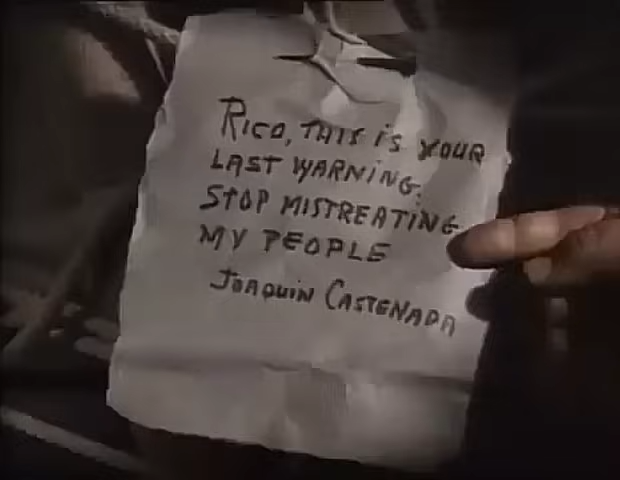 RICO, THIS IS YOUR
LAST WARNING.
STOP MISTREATING
MY PEOPLE
JOAQUIN CASTENADA